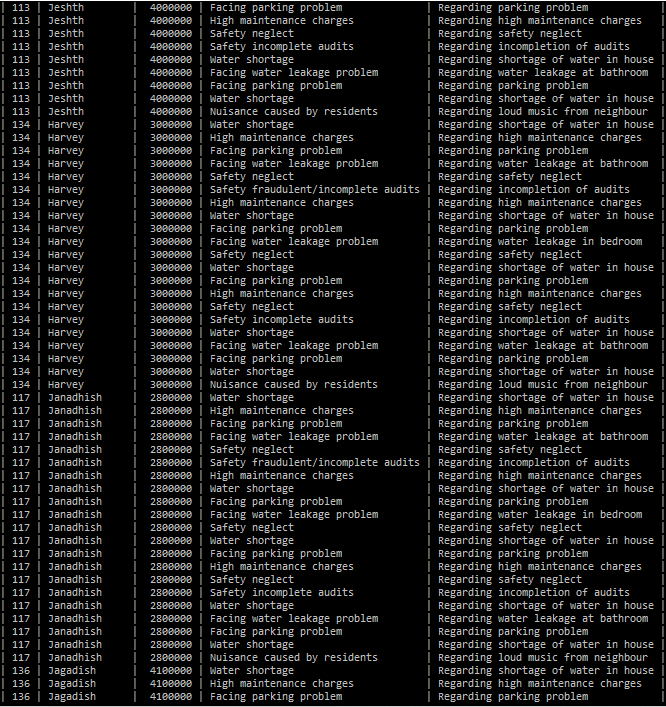 | 113 | Jeshth | 4000000 | Facing parking problem | Regarding parking problem |
| 113 | Jeshth | 4000000 | High maintenance charges | Regarding high maintenance charges |
| 113 | Jeshth | 4000000 | Safety neglect | Regarding safety neglect |
| 113 | Jeshth | 4000000 | Safety incomplete audits | Regarding incompletion of audits |
| 113 | Jeshth | 4000000 | Water shortage | Regarding shortage of water in house |
| 113 | Jeshth | 4000000 | Facing water leakage problem | Regarding water leakage at bathroom |
| 113 | Jeshth | 4000000 | Facing parking problem | Regarding parking problem |
| 113 | Jeshth | 4000000 | Water shortage | Regarding shortage of water in house |
| 113 | Jeshth | 4000000 | Nuisance caused by residents | Regarding loud music from neighbour |
| 134 | Harvey | 3000000 | Water shortage | Regarding shortage of water in house |
| 134 | Harvey | 3000000 | High maintenance charges | Regarding high maintenance charges |
| 134 | Harvey | 3000000 | Facing parking problem | Regarding parking problem |
| 134 | Harvey | 3000000 | Facing water leakage problem | Regarding water leakage at bathroom |
| 134 | Harvey | 3000000 | Safety neglect | Regarding safety neglect |
| 134 | Harvey | 3000000 | Safety fraudulent/incomplete audits | Regarding incompletion of audits |
| 134 | Harvey | 3000000 | High maintenance charges | Regarding high maintenance charges |
| 134 | Harvey | 3000000 | Water shortage | Regarding shortage of water in house |
| 134 | Harvey | 3000000 | Facing parking problem | Regarding parking problem |
| 134 | Harvey | 3000000 | Facing water leakage problem | Regarding water leakage in bedroom |
| 134 | Harvey | 3000000 | Safety neglect | Regarding safety neglect |
| 134 | Harvey | 3000000 | Water shortage | Regarding shortage of water in house |
| 134 | Harvey | 3000000 | Facing parking problem | Regarding parking problem |
| 134 | Harvey | 3000000 | High maintenance charges | Regarding high maintenance charges |
| 134 | Harvey | 3000000 | Safety neglect | Regarding safety neglect |
| 134 | Harvey | 3000000 | Safety incomplete audits | Regarding incompletion of audits |
| 134 | Harvey | 3000000 | Water shortage | Regarding shortage of water in house |
| 134 | Harvey | 3000000 | Facing water leakage problem | Regarding water leakage at bathroom |
| 134 | Harvey | 3000000 | Facing parking problem | Regarding parking problem |
| 134 | Harvey | 3000000 | Water shortage | Regarding shortage of water in house |
| 134 | Harvey | 3000000 | Nuisance caused by residents | Regarding loud music from neighbour |
| 117 | Janadhish | 2800000 | Water shortage | Regarding shortage of water in house |
| 117 | Janadhish | 2800000 | High maintenance charges | Regarding high maintenance charges |
| 117 | Janadhish | 2800000 | Facing parking problem | Regarding parking problem |
| 117 | Janadhish | 2800000 | Facing water leakage problem | Regarding water leakage at bathroom |
| 117 | Janadhish | 2800000 | Safety neglect | Regarding safety neglect |
| 117 | Janadhish | 2800000 | Safety fraudulent/incomplete audits | Regarding incompletion of audits |
| 117 | Janadhish | 2800000 | High maintenance charges | Regarding high maintenance charges |
| 117 | Janadhish | 2800000 | Water shortage | Regarding shortage of water in house |
| 117 | Janadhish | 2800000 | Facing parking problem | Regarding parking problem |
| 117 | Janadhish | 2800000 | Facing water leakage problem | Regarding water leakage in bedroom |
| 117 | Janadhish | 2800000 | Safety neglect | Regarding safety neglect |
| 117 | Janadhish | 2800000 | Water shortage | Regarding shortage of water in house |
| 117 | Janadhish | 2800000 | Facing parking problem | Regarding parking problem |
| 117 | Janadhish | 2800000 | High maintenance charges | Regarding high maintenance charges |
| 117 | Janadhish | 2800000 | Safety neglect | Regarding safety neglect |
| 117 | Janadhish | 2800000 | Safety incomplete audits | Regarding incompletion of audits |
| 117 | Janadhish | 2800000 | Water shortage | Regarding shortage of water in house |
| 117 | Janadhish | 2800000 | Facing water leakage problem | Regarding water leakage at bathroom |
| 117 | Janadhish | 2800000 | Facing parking problem | Regarding parking problem |
| 117 | Janadhish | 2800000 | Water shortage | Regarding shortage of water in house |
| 117 | Janadhish | 2800000 | Nuisance caused by residents | Regarding loud music from neighbour |
| 136 | Jagadish | 4100000 | Water shortage | Regarding shortage of water in house |
| 136 | Jagadish | 4100000 | High maintenance charges | Regarding high maintenance charges |
| 136 | Jagadish | 4100000 | Facing parking problem | Regarding parking problem |